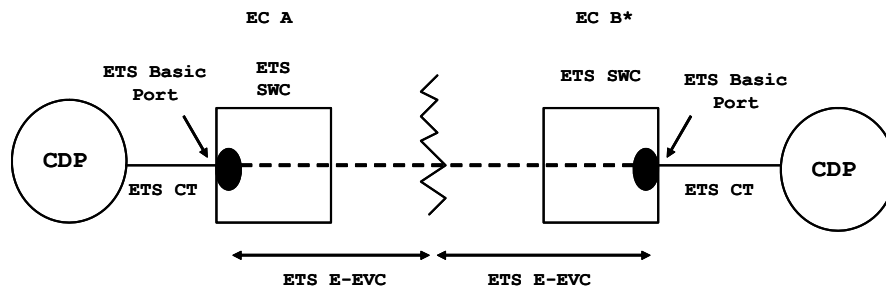 EC A
EC B*
ETS Basic
Port
ETS
SWC
ETS SWC
ETS Basic
Port
CDP
ETS CT
ETS CT
CDP
ETS E-EVC
ETS E-EVC